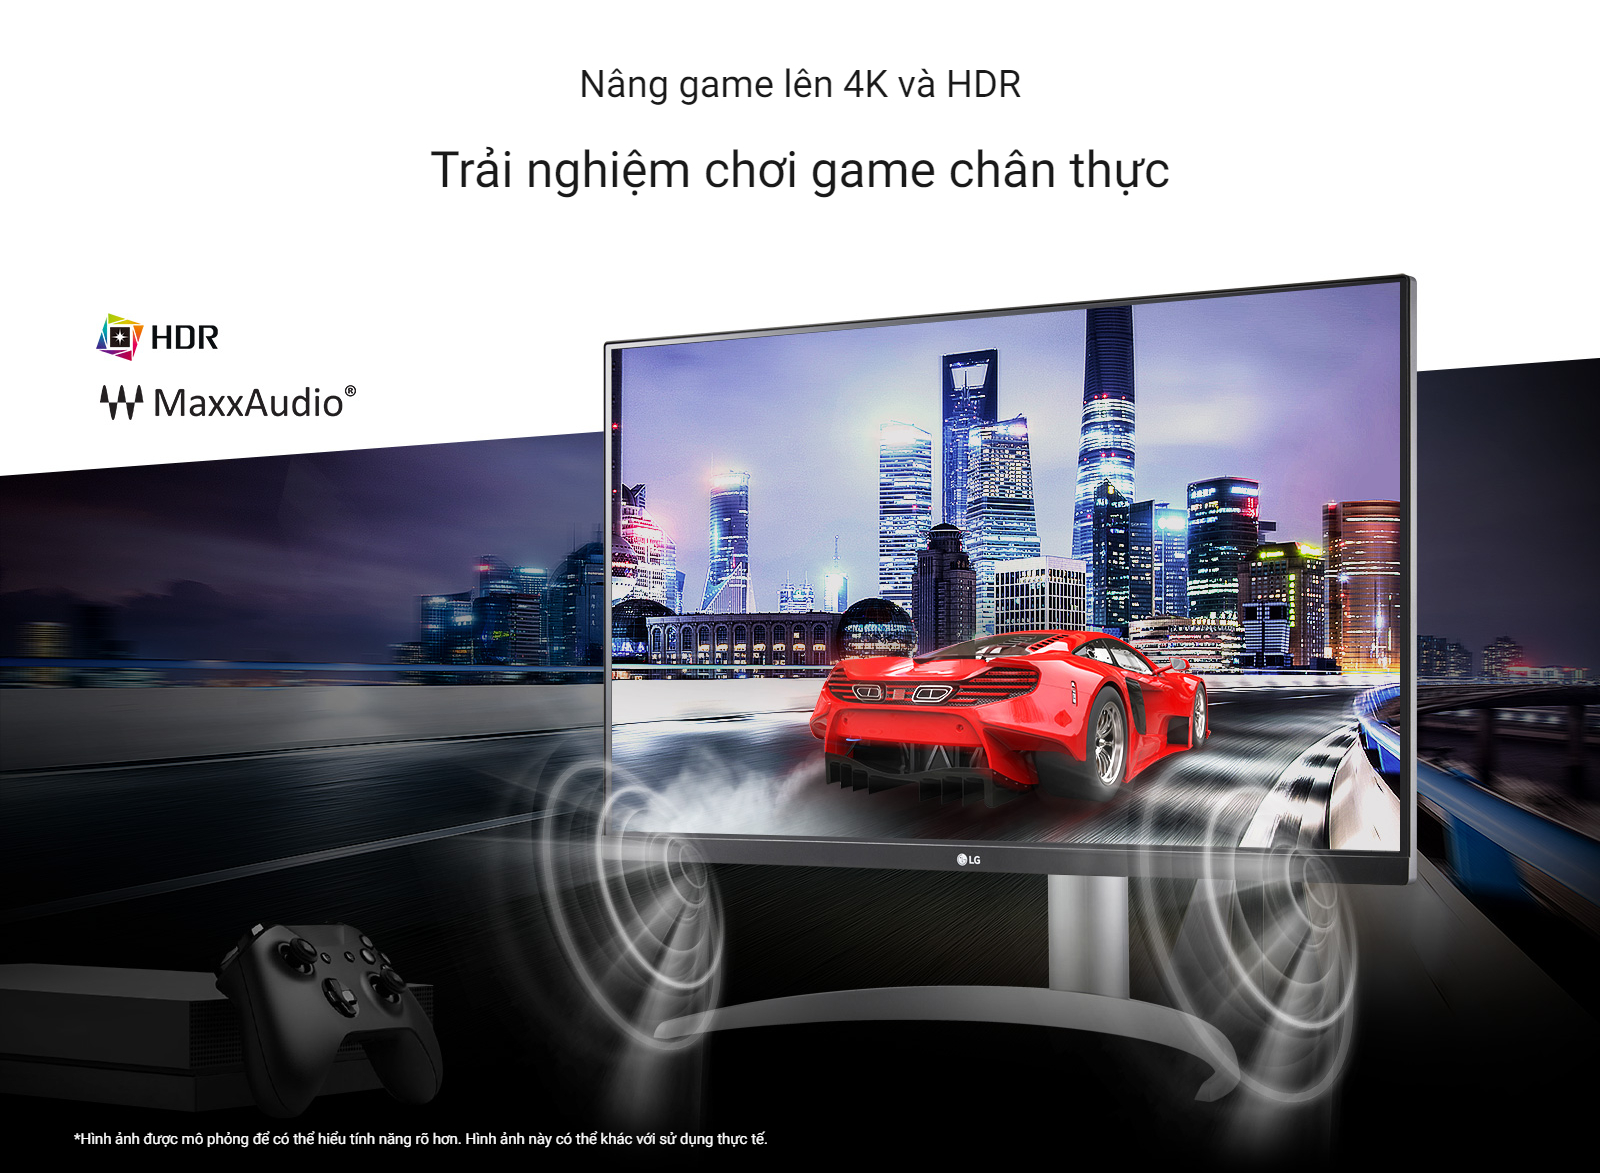 Nâng game lên 4K và HDR
Trải nghiệm chơi game chân thực
HDR
MaxxAudio®
LG
*Hình ảnh được mô phỏng để có thể hiểu tính năng rõ hơn. Hình ảnh này có thể khác với sử dụng thực tế.